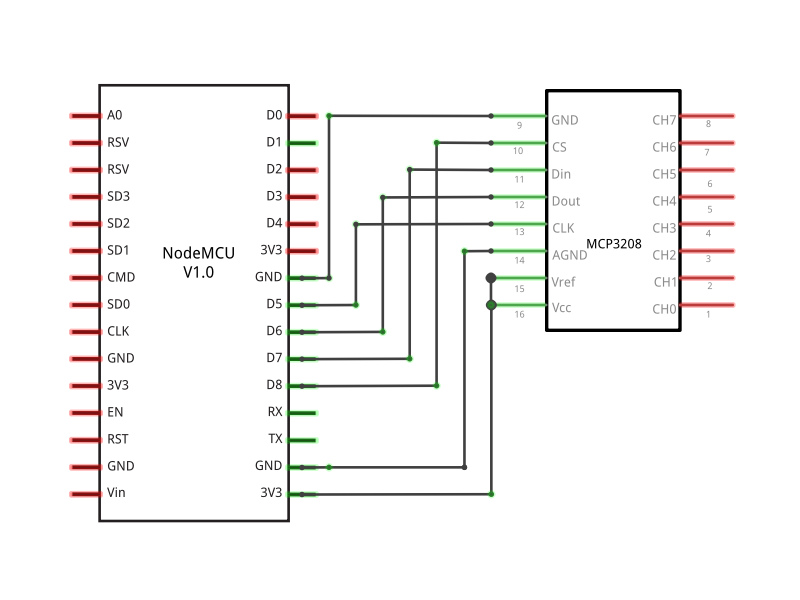 A0
RSV
RSV
SD3
SD2
SD1
CMD
SD0
CLK
GND
3V3
EN
RST
GND
Vin
NodeMCU
V1.0
D0
D1
D2
D3
D4
3V3
GND
D5
D6
D7
D8
RX
TX
GND
3V3
9 GND
10 CS
11 Din
12 Dout
13 CLK
14 AGND
15 Vref
16 Vcc
MCP3208
CH7 8
CH6 7
CH5 6
CH4 5
CH3 4
CH2 3
CH1 2
CH0 1